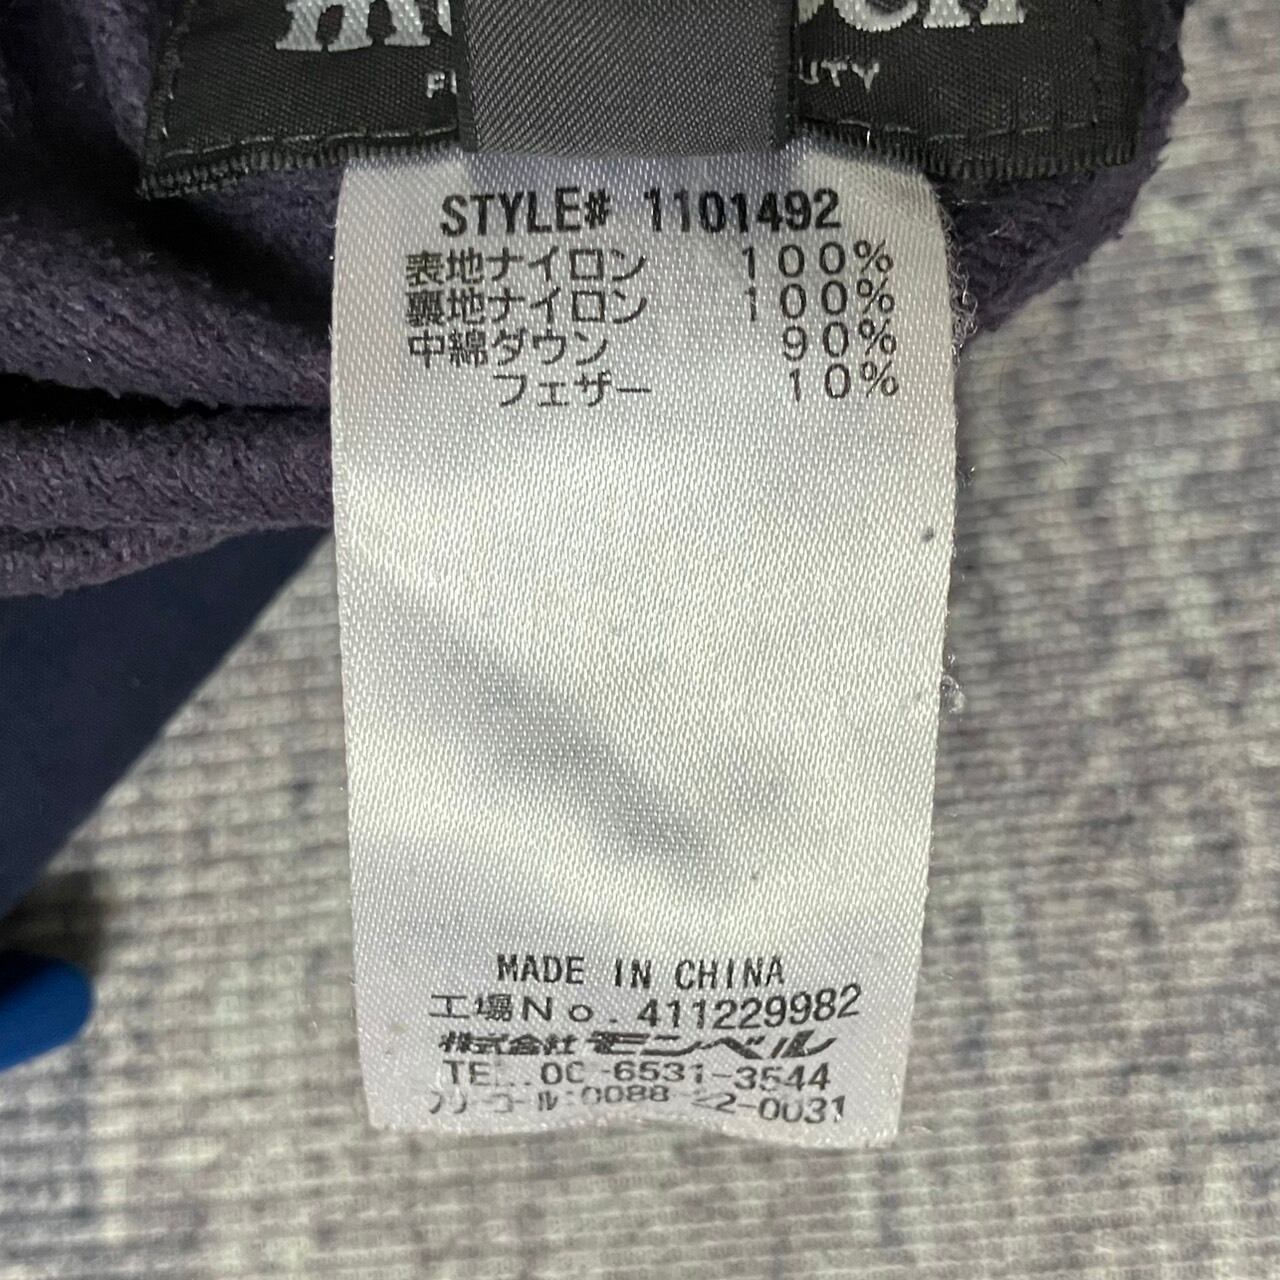 STYLE# 1101492
表地ナイロン 100%
裏地ナイロン 100%
中綿ダウン 90%
フェザー 10%
MADE IN CHINA
工場No. 411229982
株式会社モンベル
TEL. 06-6531-3544
フリーコール:0088-22-0031